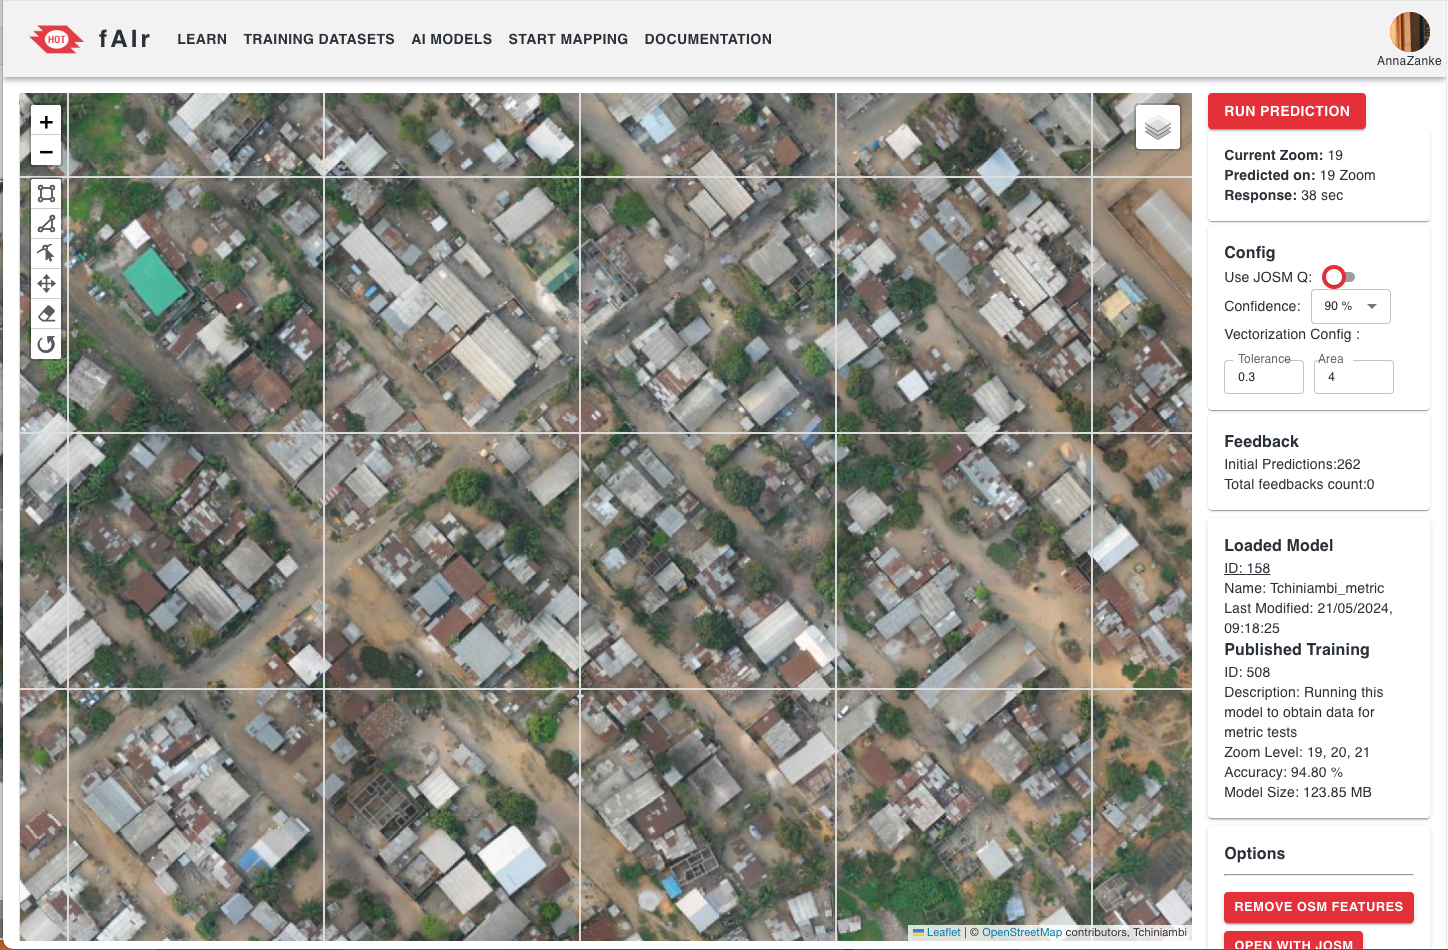 HOT
fAIr
LEARN TRAINING DATASETS AI MODELS START MAPPING DOCUMENTATION
AnnaZanke
+
−
RUN PREDICTION
Current Zoom: 19
Predicted on: 19 Zoom
Response: 38 sec
Config
Use JOSM Q:
Confidence: 90 %
Vectorization Config :
Tolerance Area
0.3 4
Feedback
Initial Predictions:262
Total feedbacks count:0
Loaded Model
ID: 158
Name: Tchiniambi_metric
Last Modified: 21/05/2024,
09:18:25
Published Training
ID: 508
Description: Running this
model to obtain data for
metric tests
Zoom Level: 19, 20, 21
Accuracy: 94.80 %
Model Size: 123.85 MB
Options
REMOVE OSM FEATURES
OPEN WITH JOSM
Leaflet | © OpenStreetMap contributors, Tchiniambi